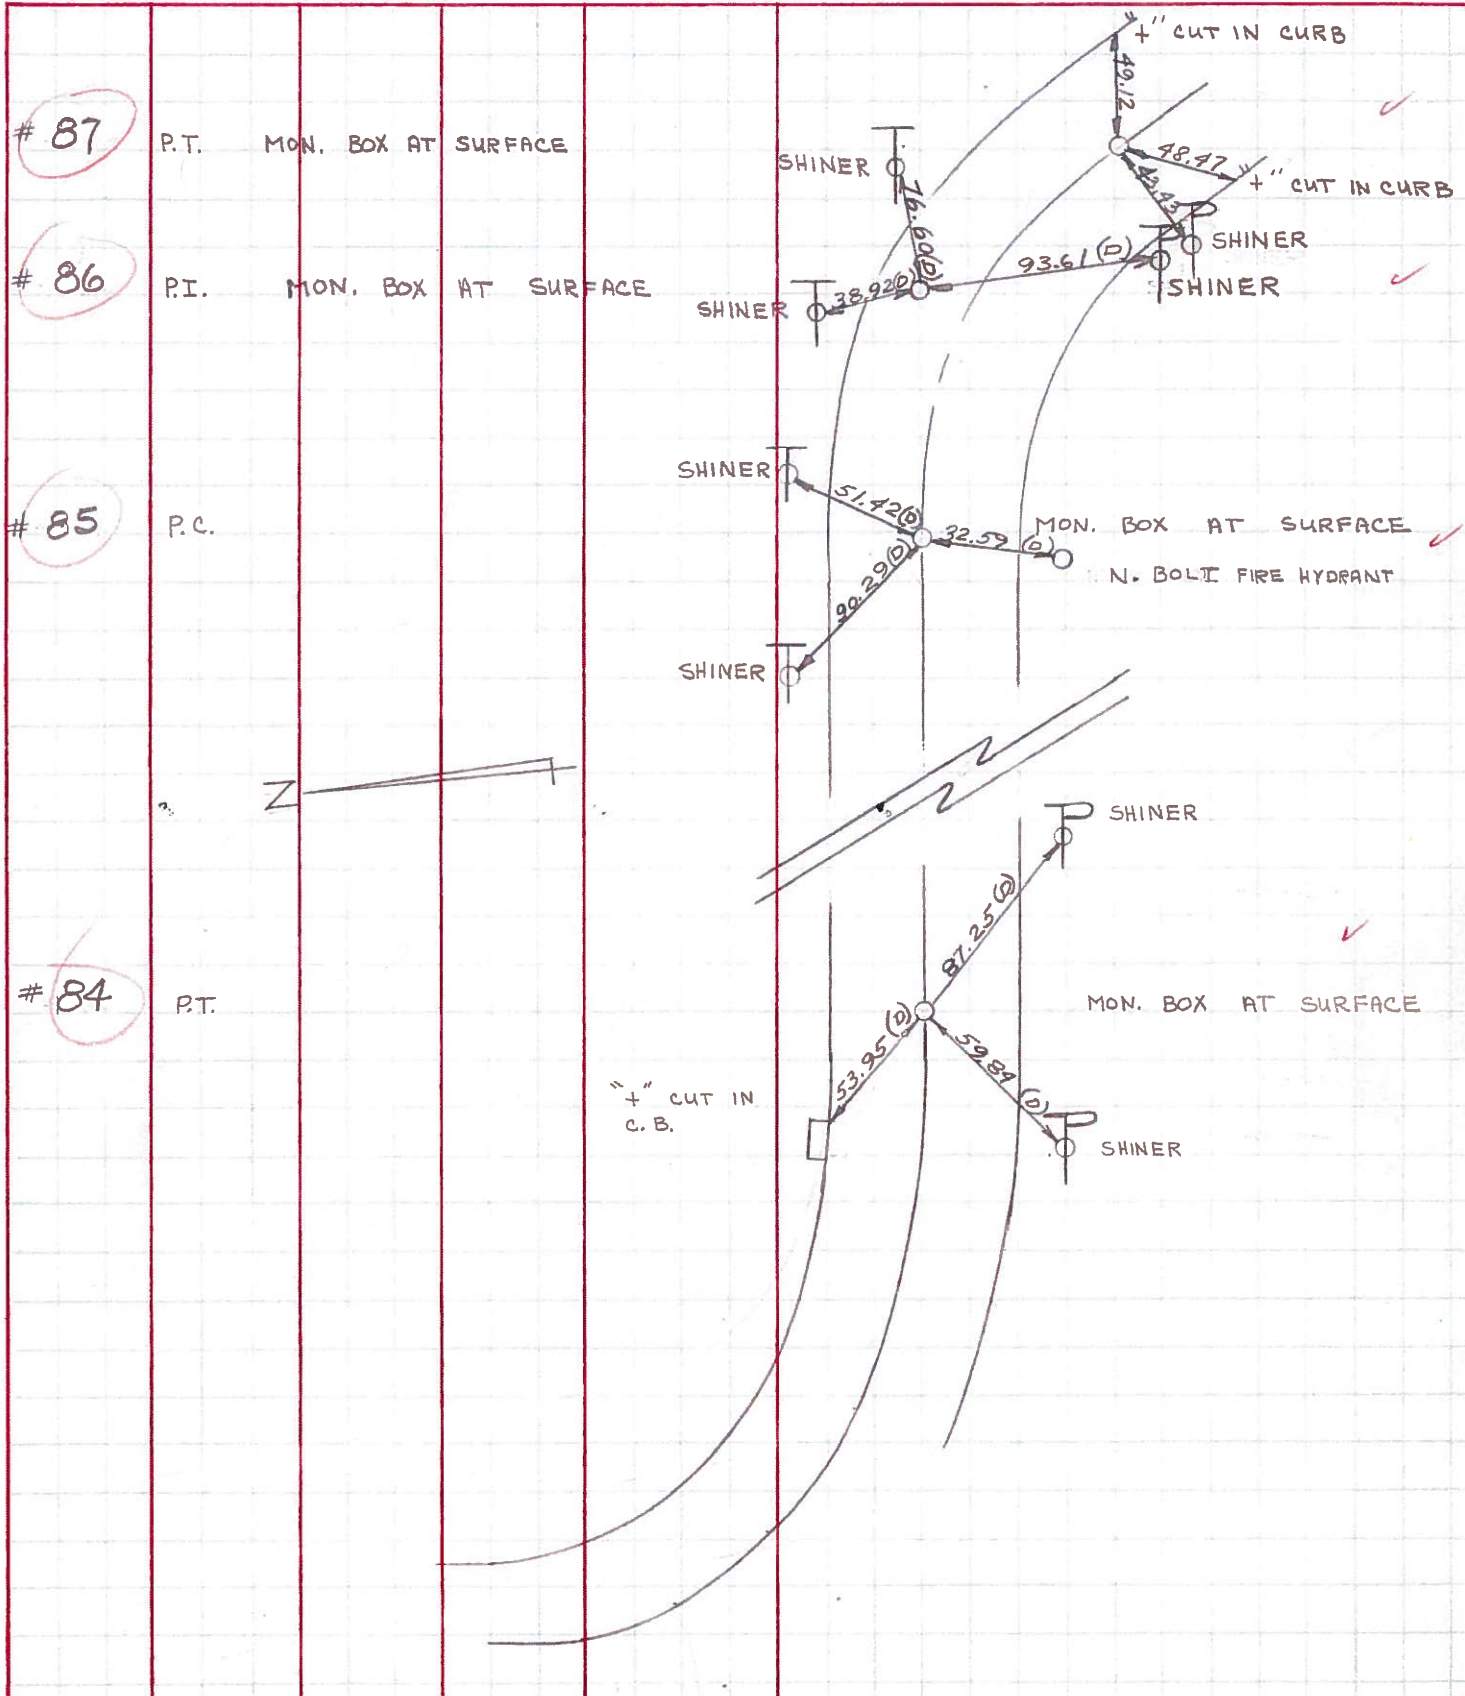 +" CUT IN CURB
49.12
# 87 P.T. MON. BOX AT SURFACE
SHINER
48.47
+" CUT IN CURB
43.43
76.60(D)
SHINER
93.61 (D)
# 86 P.I. MON. BOX AT SURFACE
38.92(D)
SHINER
SHINER
SHINER
51.42(D)
# 85 P.C.
32.59 (D)
MON. BOX AT SURFACE
N. BOLT FIRE HYDRANT
90.29(D)
SHINER
Z
SHINER
87.25(D)
# 84 P.T.
MON. BOX AT SURFACE
53.95 (D)
59.84 (D)
"+" CUT IN
C.B.
SHINER